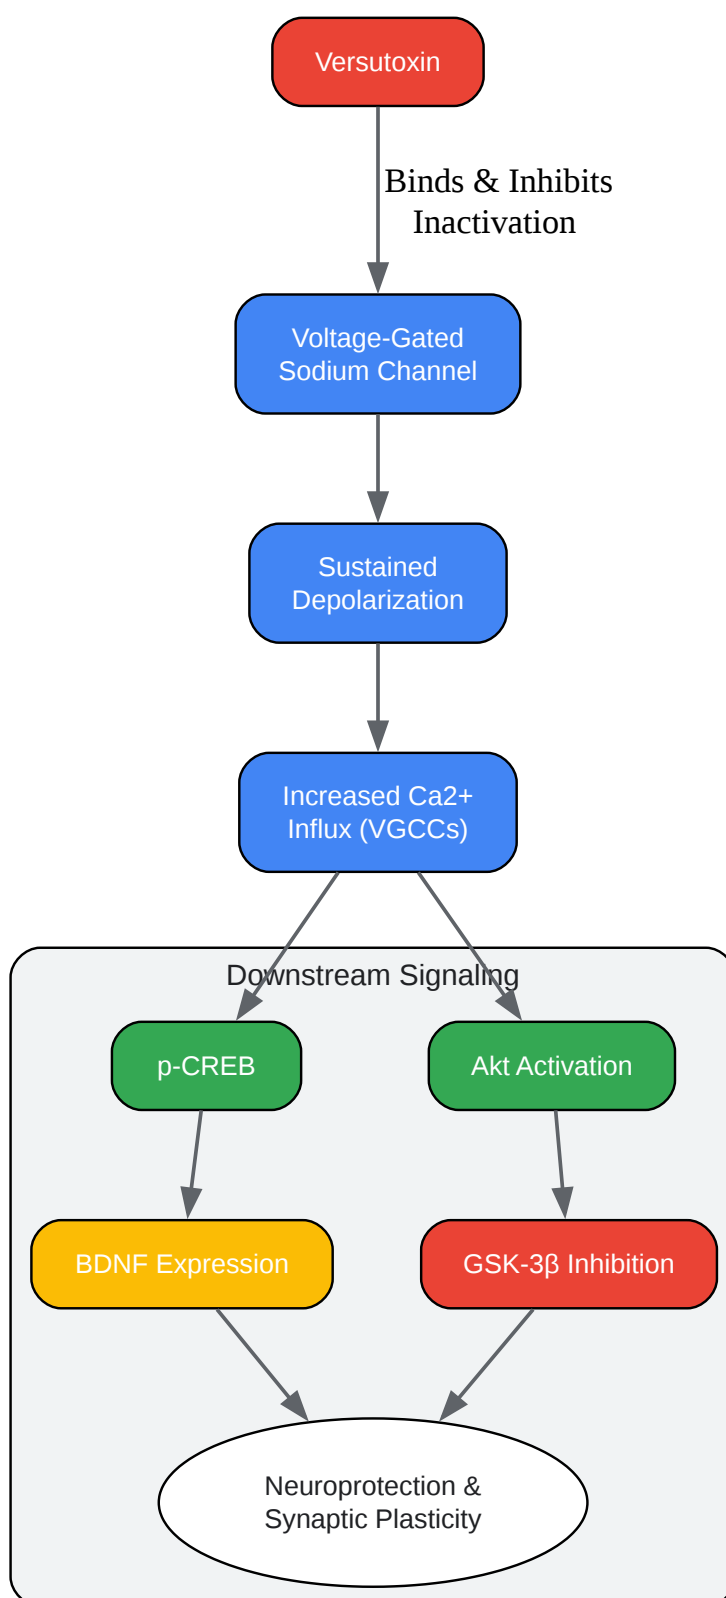 Versutoxin
Binds & Inhibits
Inactivation
Voltage-Gated
Sodium Channel
Sustained
Depolarization
Increased Ca2+
Influx (VGCCs)
Downstream Signaling
p-CREB
Akt Activation
BDNF Expression
GSK-3β Inhibition
Neuroprotection &
Synaptic Plasticity